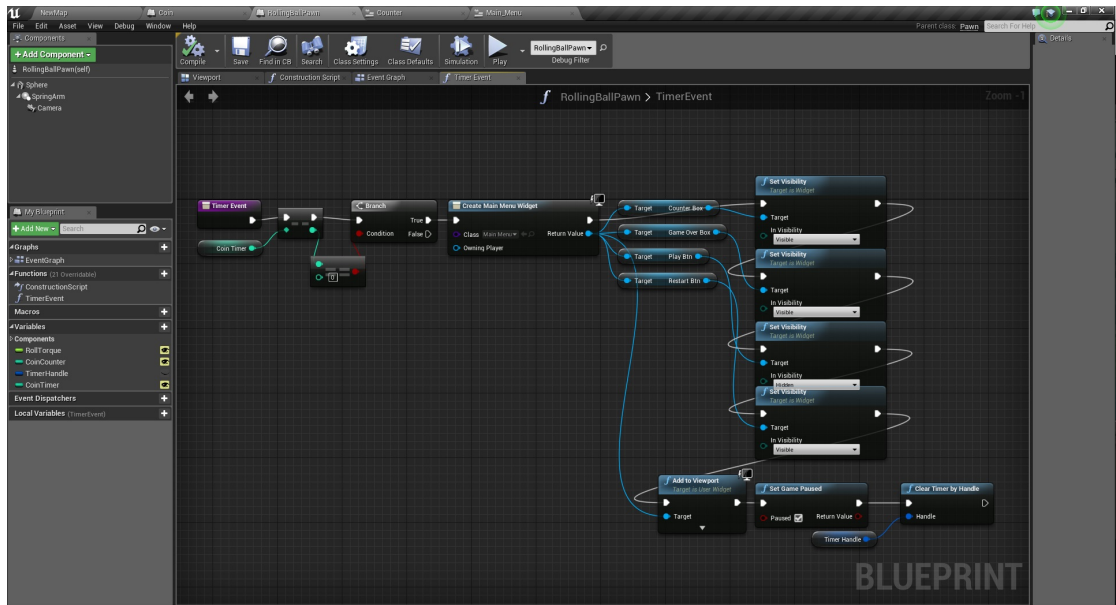 NewMap
Coin
RollingBallPawn
Counter
Main_Menu
File Edit Asset View Debug Window Help
Parent class: Pawn Search For Help
Components
+Add Component
RollingBallPawn(self)
Sphere
SpringArm
Camera
Compile Save Find in CB Search Class Settings Class Defaults Simulation Play
RollingBallPawn
Debug Filter
Details
Viewport Construction Script Event Graph Timer Event
RollingBallPawn > TimerEvent
Zoom -1
My Blueprint
+Add New Search
Graphs
EventGraph
Functions (21 Overridable)
ConstructionScript
TimerEvent
Macros
Variables
Components
RollTorque
CoinCounter
TimerHandle
CoinTimer
Event Dispatchers
Local Variables (TimerEvent)
Timer Event
Coin Timer
--
==
0
Branch
True
Condition False
Create Main Menu Widget
Class Main Menu Return Value
Owning Player
Target Counter Box
Target Game Over Box
Target Play Btn
Target Restart Btn
Set Visibility
Target is Widget
Target
In Visibility
Visible
Set Visibility
Target is Widget
Target
In Visibility
Visible
Set Visibility
Target is Widget
Target
In Visibility
Hidden
Set Visibility
Target is Widget
Target
In Visibility
Visible
Add to Viewport
Target is User Widget
Target
Set Game Paused
Paused Return Value
Clear Timer by Handle
Handle
Timer Handle
BLUEPRINT